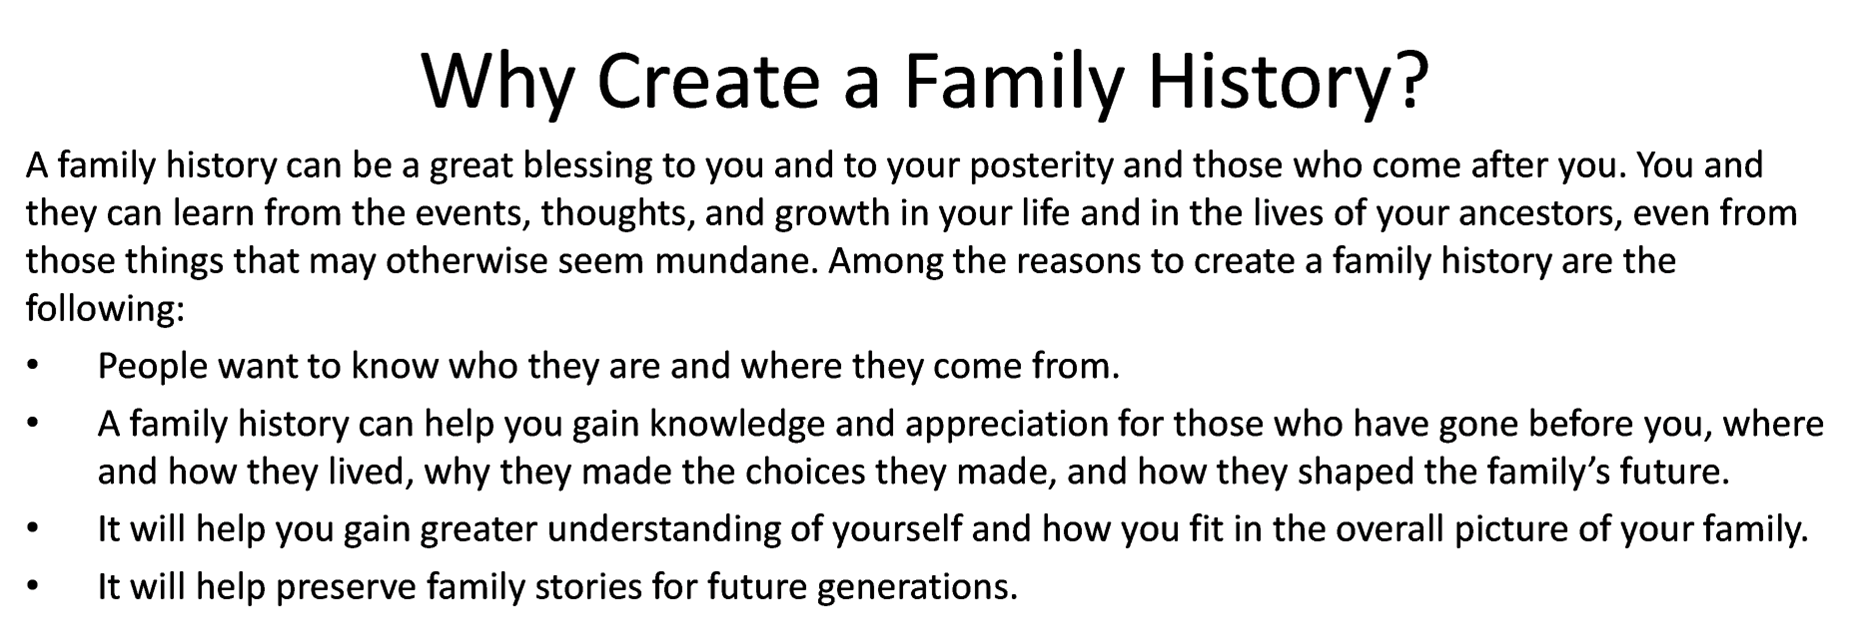 Why Create a Family History?
A family history can be a great blessing to you and to your posterity and those who come after you. You and
they can learn from the events, thoughts, and growth in your life and in the lives of your ancestors, even from
those things that may otherwise seem mundane. Among the reasons to create a family history are the
following:
• People want to know who they are and where they come from.
• A family history can help you gain knowledge and appreciation for those who have gone before you, where
and how they lived, why they made the choices they made, and how they shaped the family’s future.
• It will help you gain greater understanding of yourself and how you fit in the overall picture of your family.
• It will help preserve family stories for future generations.